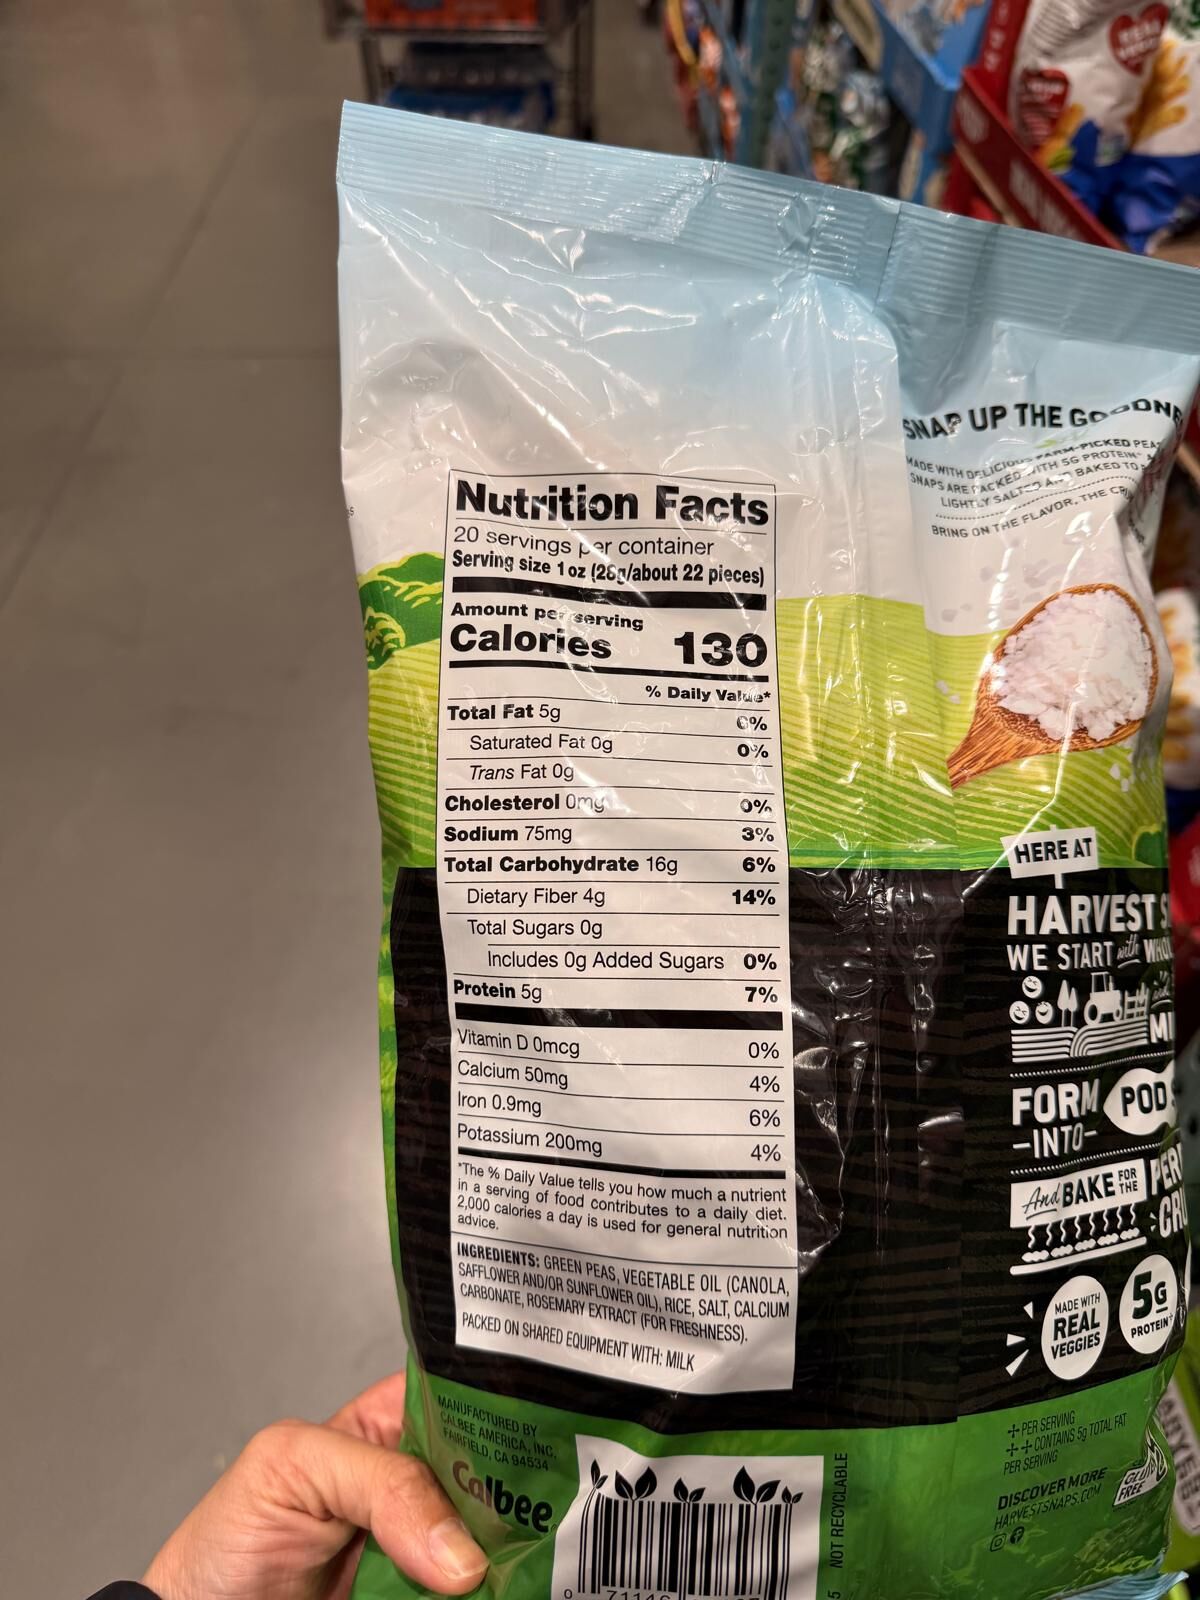 SNAP UP THE GOODNE
MADE WITH DELICIOUS FARM-PICKED PEA
SNAPS ARE PACKED WITH 5G PROTEIN
LIGHTLY SALTED AND BAKED TO
BRING ON THE FLAVOR, THE CRU
Nutrition Facts
20 servings per container
Serving size 1 oz (28g/about 22 pieces)
Amount per serving
Calories 130
% Daily Value*
Total Fat 5g 6%
Saturated Fat 0g 0%
Trans Fat 0g
Cholesterol 0mg 0%
Sodium 75mg 3%
Total Carbohydrate 16g 6%
Dietary Fiber 4g 14%
Total Sugars 0g
Includes 0g Added Sugars 0%
Protein 5g 7%
Vitamin D 0mcg 0%
Calcium 50mg 4%
Iron 0.9mg 6%
Potassium 200mg 4%
*The % Daily Value tells you how much a nutrient
in a serving of food contributes to a daily diet.
2,000 calories a day is used for general nutrition
advice.
INGREDIENTS: GREEN PEAS, VEGETABLE OIL (CANOLA,
SAFFLOWER AND/OR SUNFLOWER OIL), RICE, SALT, CALCIUM
CARBONATE, ROSEMARY EXTRACT (FOR FRESHNESS).
PACKED ON SHARED EQUIPMENT WITH: MILK
MANUFACTURED BY
CALBEE AMERICA, INC.
FAIRFIELD, CA 94534
Calbee
NOT RECYCLABLE
HERE AT
HARVEST S
WE START with WHOL
MI
FORM
-INTO-
POD
And BAKE FOR THE
PER
CRU
MADE WITH
REAL
VEGGIES
5G
PROTEIN
+ PER SERVING
++ CONTAINS 5g TOTAL FAT
PER SERVING
DISCOVER MORE
HARVESTSNAPS.COM
GLUTEN
FREE